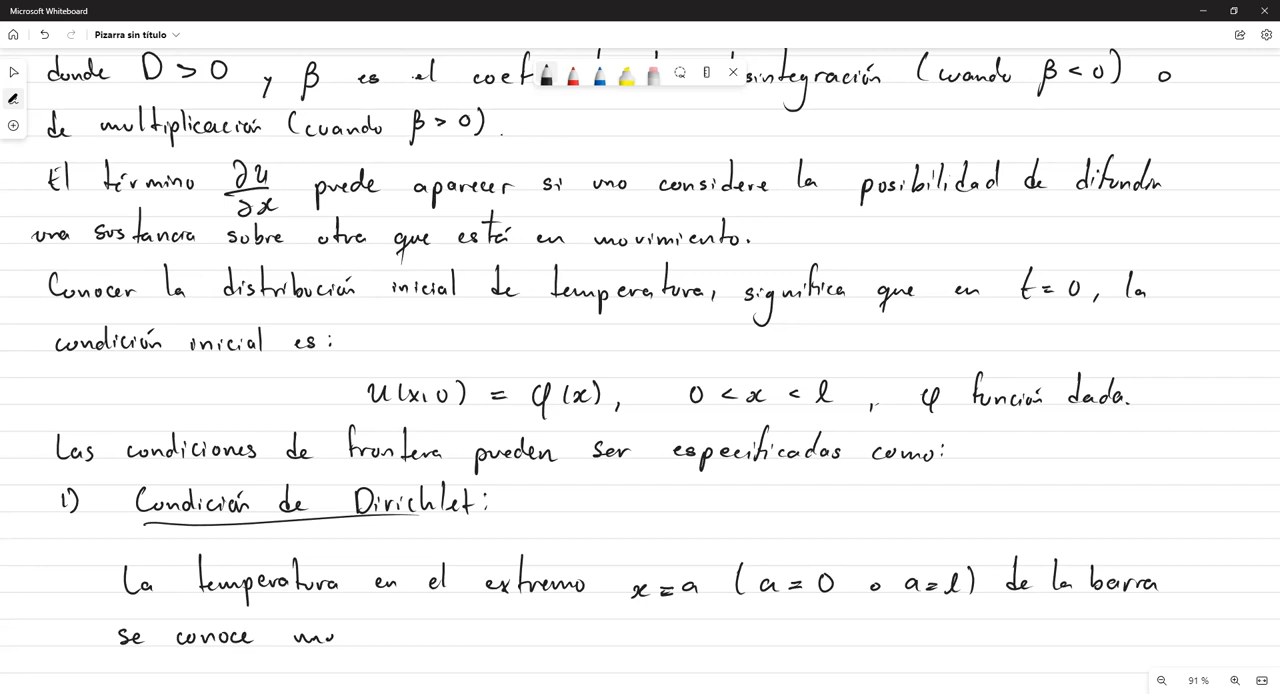 Microsoft Whiteboard
Pizarra sin título
donde D > 0 y β es el coef sintegración (cuando β < 0) o
de multiplicación (cuando β > 0).
El término ∂u/∂x puede aparecer si uno considere la posibilidad de difundir
una sustancia sobre otra que está en movimiento.
Conocer la distribución inicial de temperatura, significa que en t = 0, la
condición inicial es:
u(x,0) = φ(x), 0 < x < l, φ función dada.
Las condiciones de frontera pueden ser especificadas como:
1) Condición de Dirichlet:
La temperatura en el extremo x = a (a = 0 o a = l) de la barra
se conoce
91 %